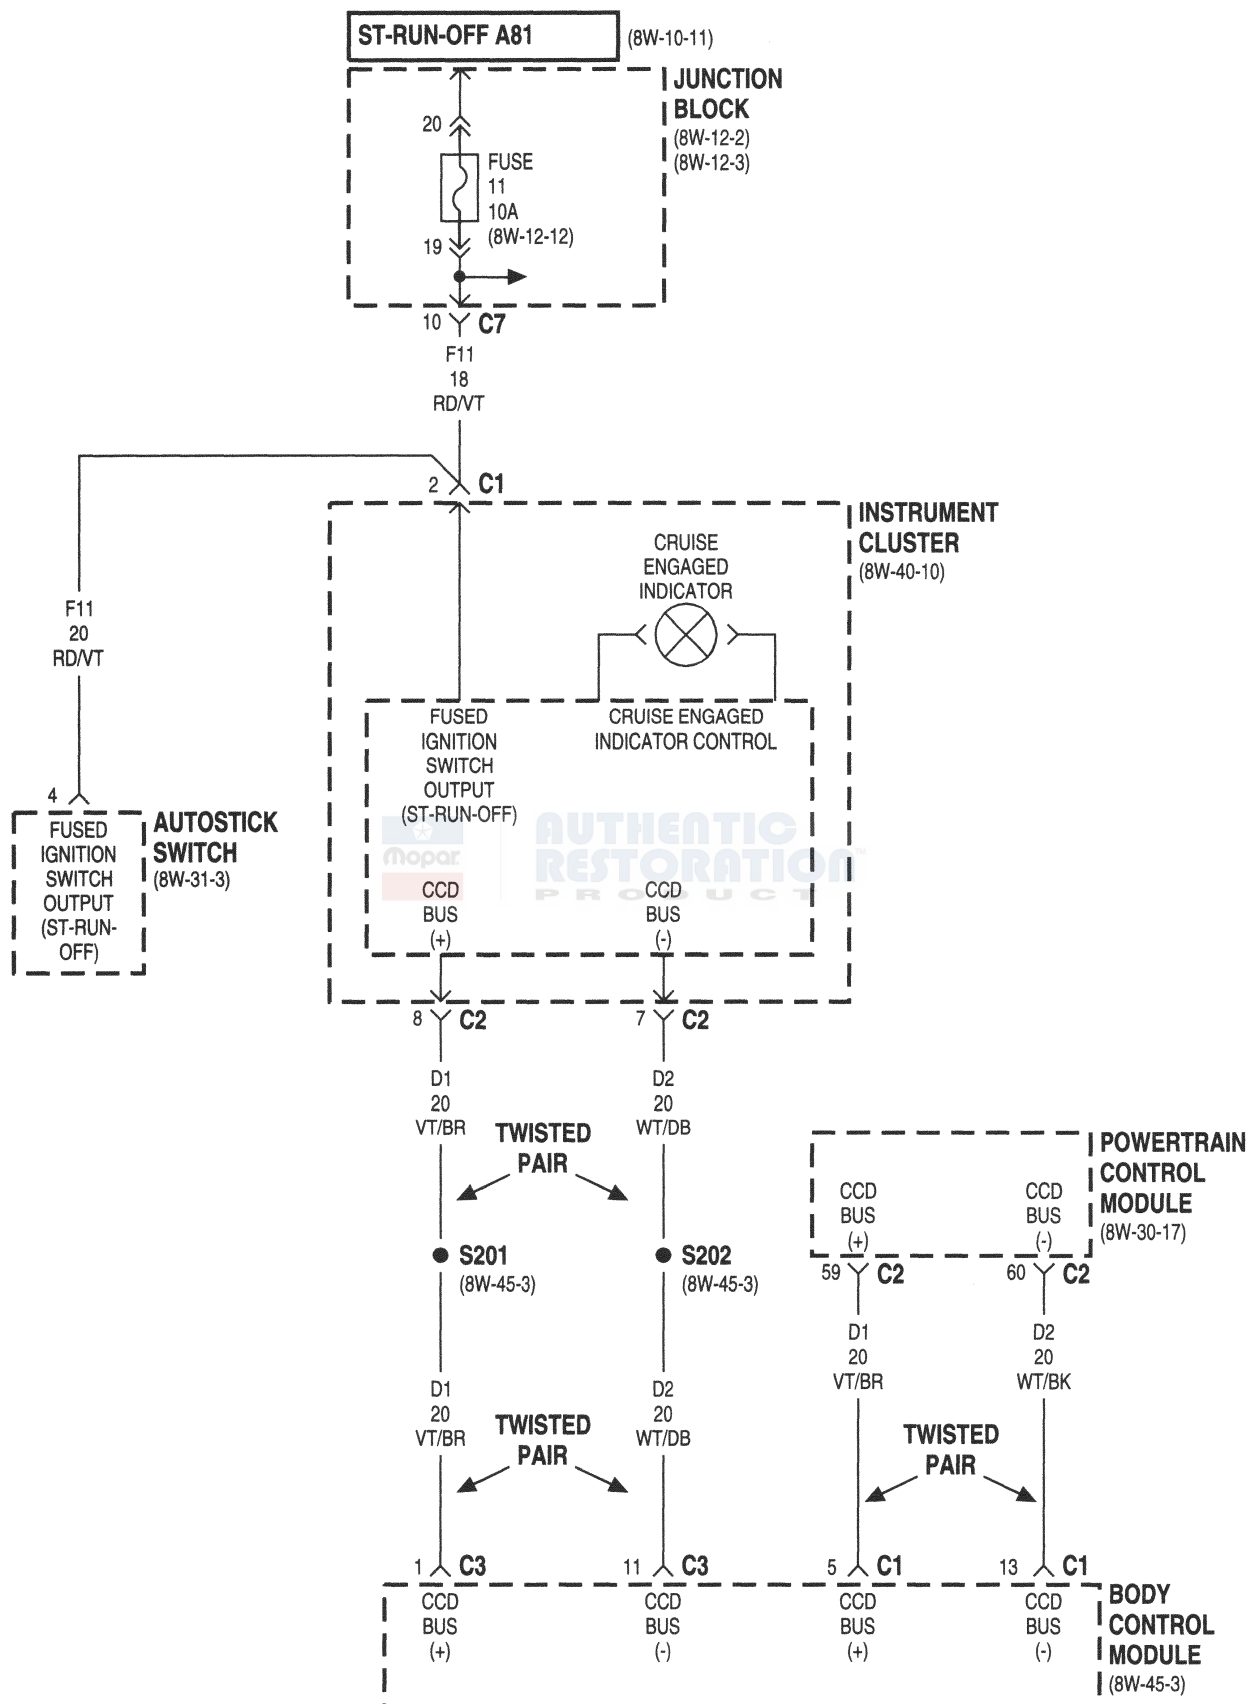 ST-RUN-OFF A81
(8W-10-11)
JUNCTION
BLOCK
(8W-12-2)
(8W-12-3)
20
FUSE
11
10A
(8W-12-12)
19
10
C7
F11
18
RD/VT
2
C1
INSTRUMENT
CLUSTER
(8W-40-10)
CRUISE
ENGAGED
INDICATOR
F11
20
RD/VT
FUSED
IGNITION
SWITCH
OUTPUT
(ST-RUN-OFF)
CRUISE ENGAGED
INDICATOR CONTROL
4
AUTOSTICK
SWITCH
(8W-31-3)
FUSED
IGNITION
SWITCH
OUTPUT
(ST-RUN-
OFF)
Mopar
AUTHENTIC
RESTORATION™
PRODUCT
CCD
BUS
(+)
CCD
BUS
(-)
8
C2
7
C2
D1
20
VT/BR
D2
20
WT/DB
TWISTED
PAIR
POWERTRAIN
CONTROL
MODULE
(8W-30-17)
CCD
BUS
(+)
CCD
BUS
(-)
S201
(8W-45-3)
S202
(8W-45-3)
59
C2
60
C2
D1
20
VT/BR
D2
20
WT/BK
D1
20
VT/BR
D2
20
WT/DB
TWISTED
PAIR
TWISTED
PAIR
1
C3
11
C3
5
C1
13
C1
CCD
BUS
(+)
CCD
BUS
(-)
CCD
BUS
(+)
CCD
BUS
(-)
BODY
CONTROL
MODULE
(8W-45-3)